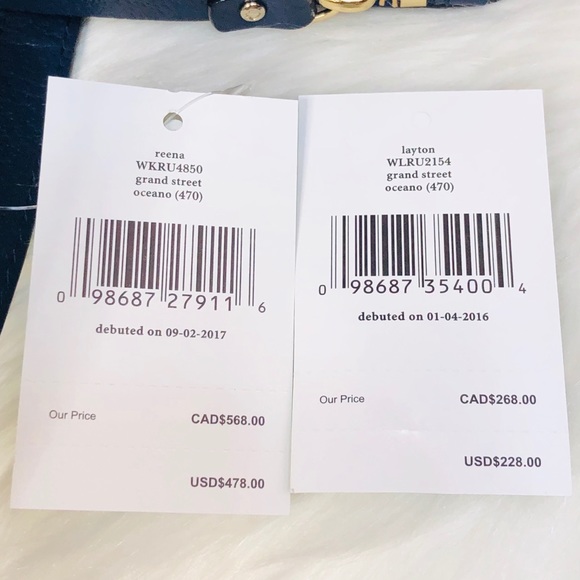 reena
WKRU4850
grand street
oceano (470)
0 98687 27911 6
debuted on 09-02-2017
Our Price CAD$568.00
USD$478.00
layton
WLRU2154
grand street
oceano (470)
0 98687 35400 4
debuted on 01-04-2016
Our Price CAD$268.00
USD$228.00